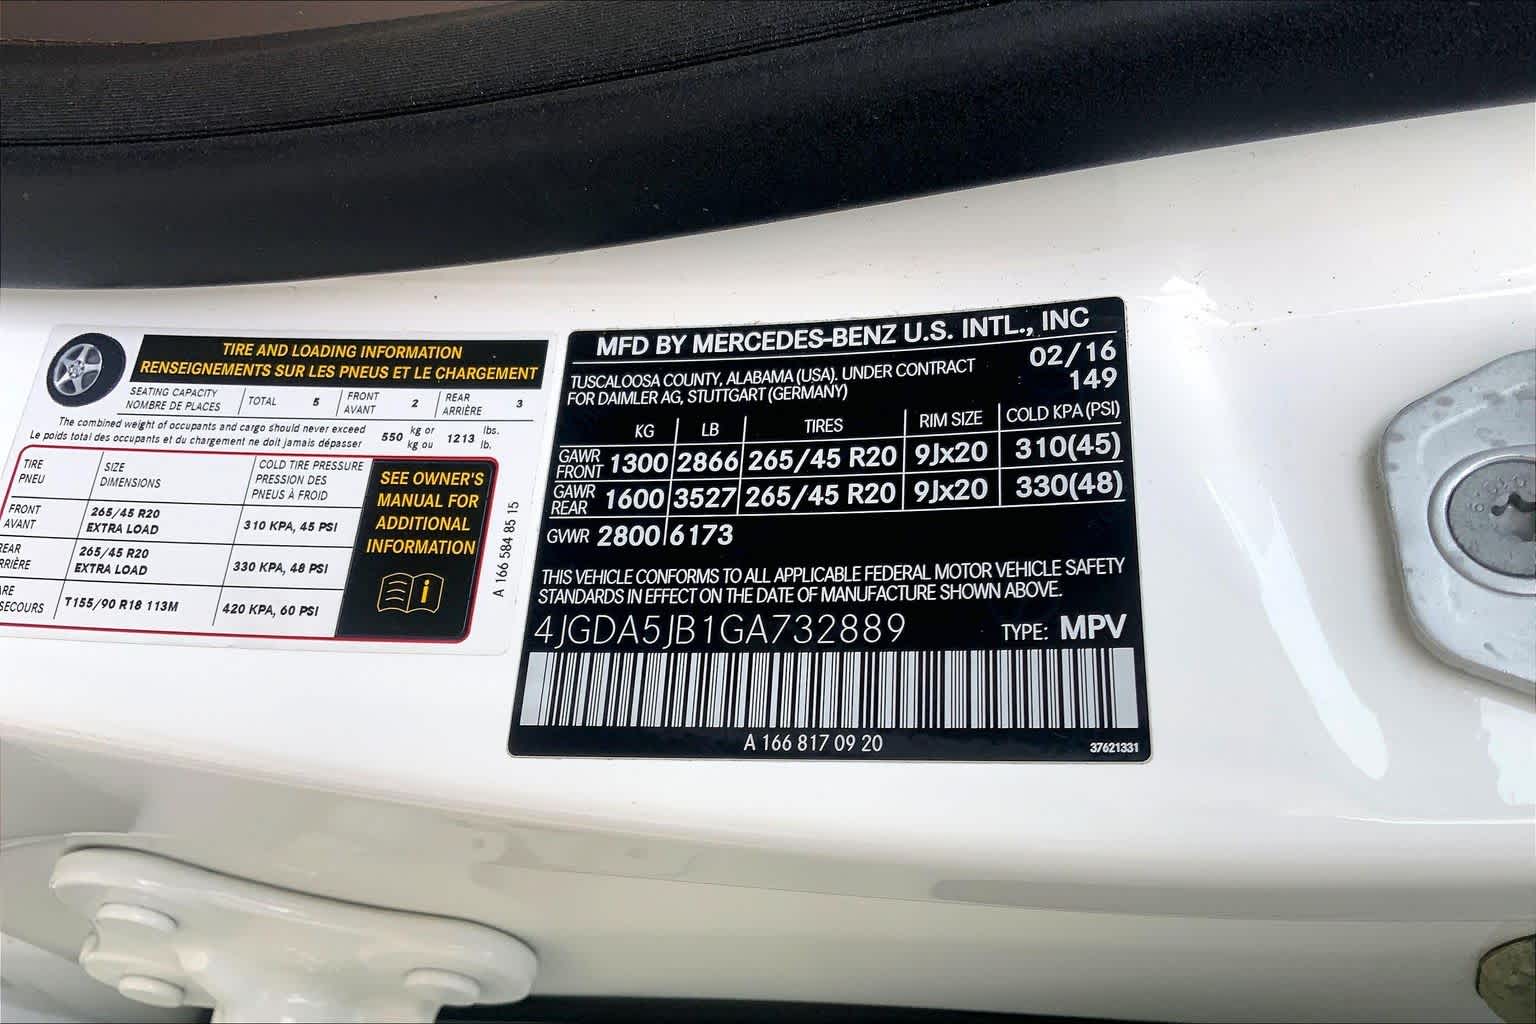 TIRE AND LOADING INFORMATION
RENSEIGNEMENTS SUR LES PNEUS ET LE CHARGEMENT
SEATING CAPACITY
NOMBRE DE PLACES
TOTAL 5
FRONT
AVANT
2
REAR
ARRIÈRE
3
The combined weight of occupants and cargo should never exceed
Le poids total des occupants et du chargement ne doit jamais dépasser
550 kg or
kg ou
1213 lbs.
lb.
TIRE
PNEU
SIZE
DIMENSIONS
COLD TIRE PRESSURE
PRESSION DES
PNEUS À FROID
FRONT
AVANT
265/45 R20
EXTRA LOAD
310 KPA, 45 PSI
EAR
RRIÈRE
265/45 R20
EXTRA LOAD
330 KPA, 48 PSI
ARE
SECOURS
T155/90 R18 113M
420 KPA, 60 PSI
SEE OWNER'S
MANUAL FOR
ADDITIONAL
INFORMATION
i
A 166 584 85 15
MFD BY MERCEDES-BENZ U.S. INTL., INC
TUSCALOOSA COUNTY, ALABAMA (USA). UNDER CONTRACT
FOR DAIMLER AG, STUTTGART (GERMANY)
02/16
149
KG LB TIRES RIM SIZE COLD KPA (PSI)
GAWR
FRONT
1300 2866 265/45 R20 9Jx20 310(45)
GAWR
REAR
1600 3527 265/45 R20 9Jx20 330(48)
GVWR 2800 6173
THIS VEHICLE CONFORMS TO ALL APPLICABLE FEDERAL MOTOR VEHICLE SAFETY
STANDARDS IN EFFECT ON THE DATE OF MANUFACTURE SHOWN ABOVE.
4JGDA5JB1GA732889 TYPE: MPV
A 166 817 09 20
37621331